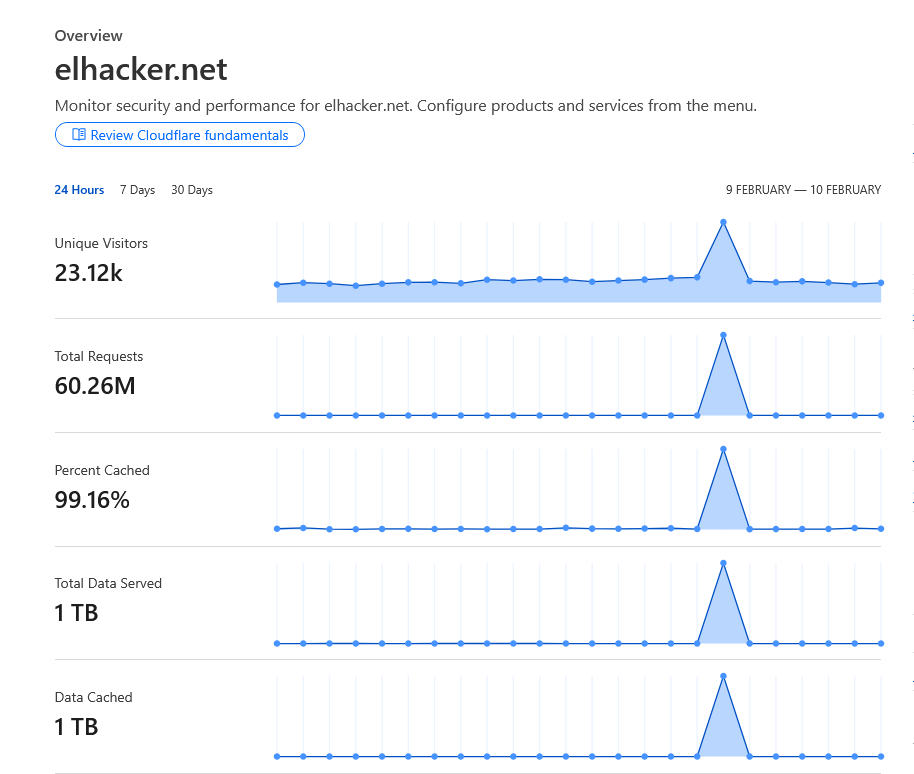 Overview
elhacker.net
Monitor security and performance for elhacker.net. Configure products and services from the menu.
Review Cloudflare fundamentals
24 Hours 7 Days 30 Days 9 FEBRUARY — 10 FEBRUARY
Unique Visitors
23.12k
Total Requests
60.26M
Percent Cached
99.16%
Total Data Served
1 TB
Data Cached
1 TB